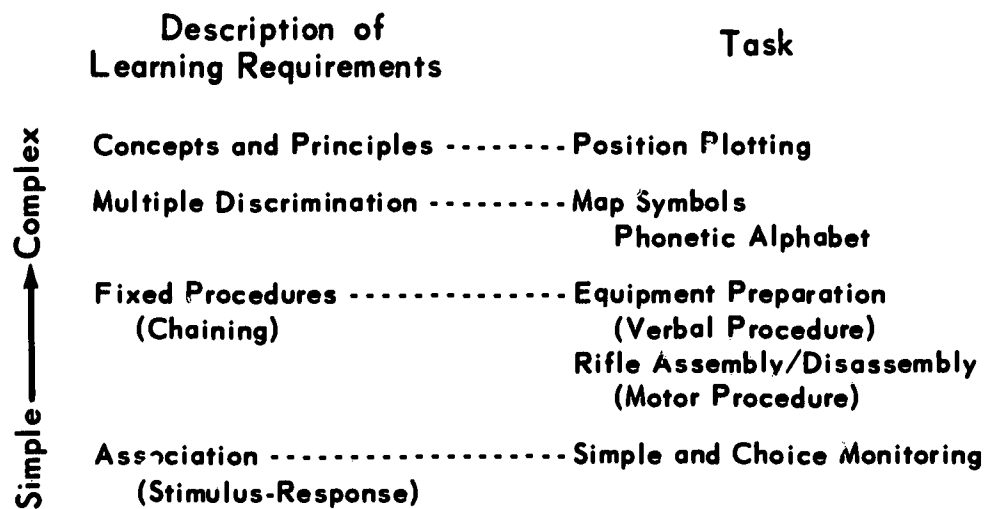 Description of
Learning Requirements
Task
Concepts and Principles -------- Position Plotting
Multiple Discrimination --------- Map Symbols
Phonetic Alphabet
Fixed Procedures -------------- Equipment Preparation
(Chaining)
(Verbal Procedure)
Rifle Assembly/Disassembly
(Motor Procedure)
Association ------------------- Simple and Choice Monitoring
(Stimulus-Response)
Simple
Complex